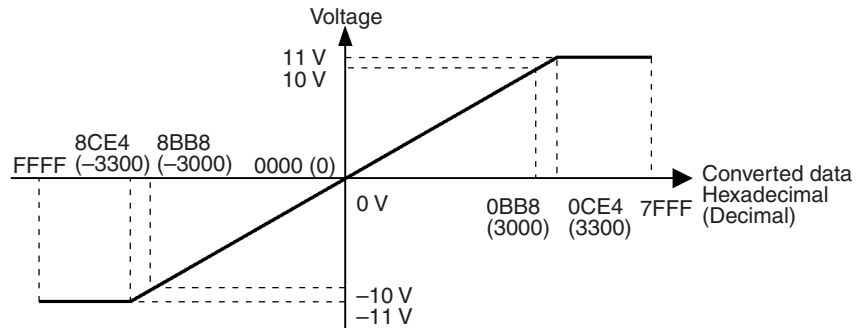 Voltage
11 V
10 V
8CE4
(–3300)
8BB8
(–3000)
FFFF
0000 (0)
0 V
0BB8
(3000)
0CE4
(3300)
7FFF
Converted data
Hexadecimal
(Decimal)
–10 V
–11 V